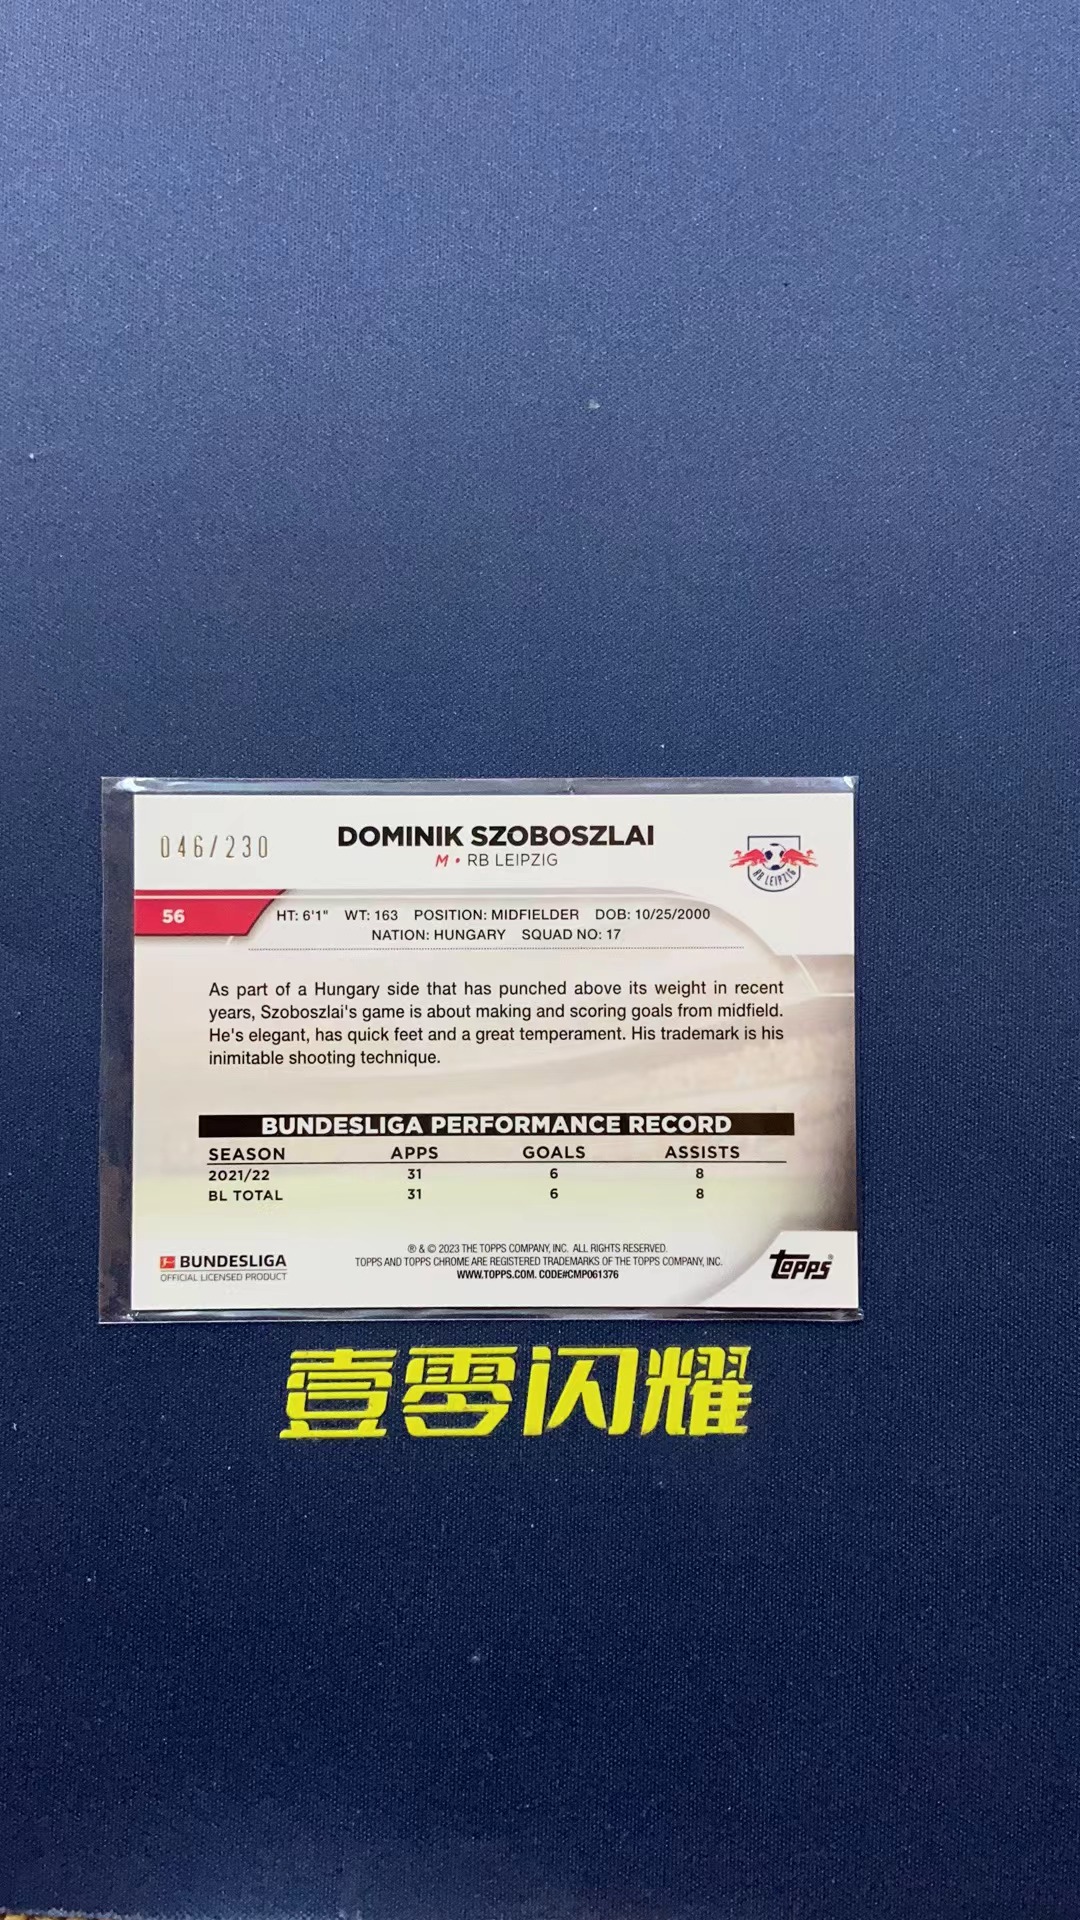 046/230
DOMINIK SZOBOSZLAI
M • RB LEIPZIG
RB LEIPZIG
56
HT: 6'1" WT: 163 POSITION: MIDFIELDER DOB: 10/25/2000
NATION: HUNGARY SQUAD NO: 17
As part of a Hungary side that has punched above its weight in recent
years, Szoboszlai's game is about making and scoring goals from midfield.
He's elegant, has quick feet and a great temperament. His trademark is his
inimitable shooting technique.
BUNDESLIGA PERFORMANCE RECORD
SEASON APPS GOALS ASSISTS
2021/22 31 6 8
BL TOTAL 31 6 8
BUNDESLIGA
OFFICIAL LICENSED PRODUCT
® & © 2023 THE TOPPS COMPANY, INC. ALL RIGHTS RESERVED.
TOPPS AND TOPPS CHROME ARE REGISTERED TRADEMARKS OF THE TOPPS COMPANY, INC.
WWW.TOPPS.COM. CODE#CMP061376
topps®
壹零闪耀